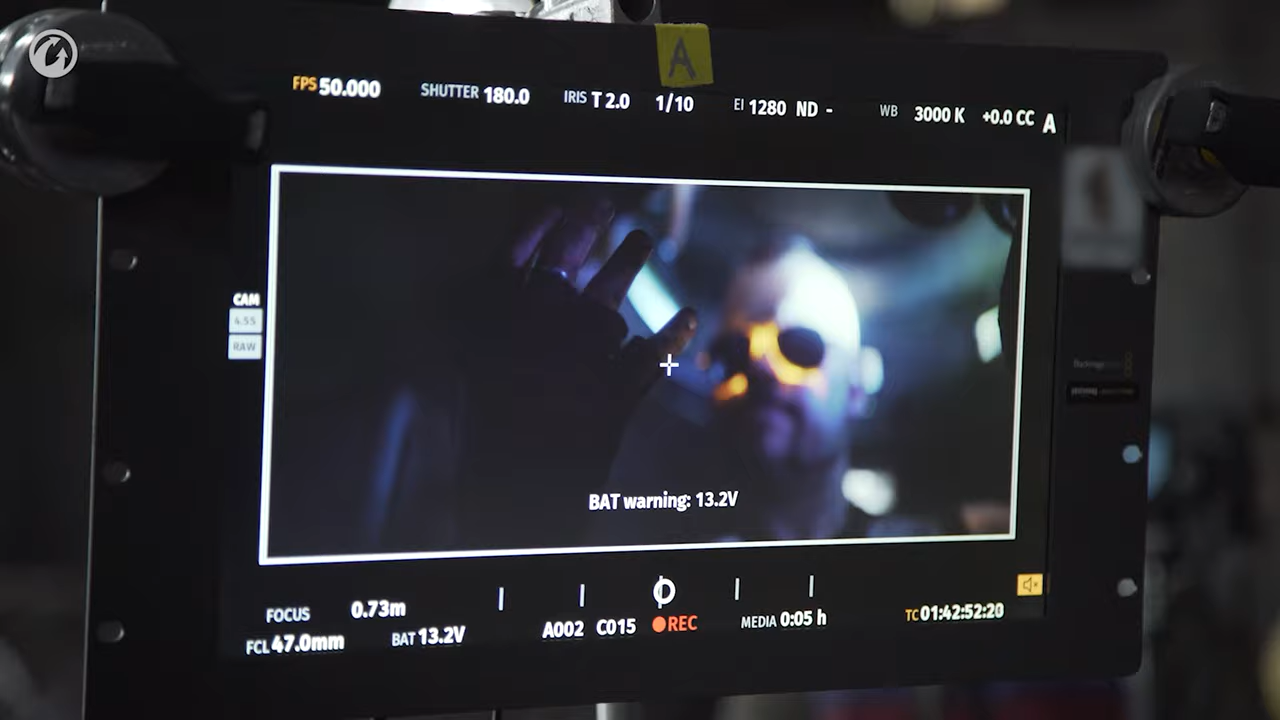 A
FPS 50.000 SHUTTER 180.0 IRIS T 2.0 1/10 EI 1280 ND - WB 3000 K +0.0 CC A
CAM
4.5S
RAW
BAT warning: 13.2V
FOCUS 0.73m
FCL 47.0mm BAT 13.2V A002 C015 REC MEDIA 0:05 h TC 01:42:52:20